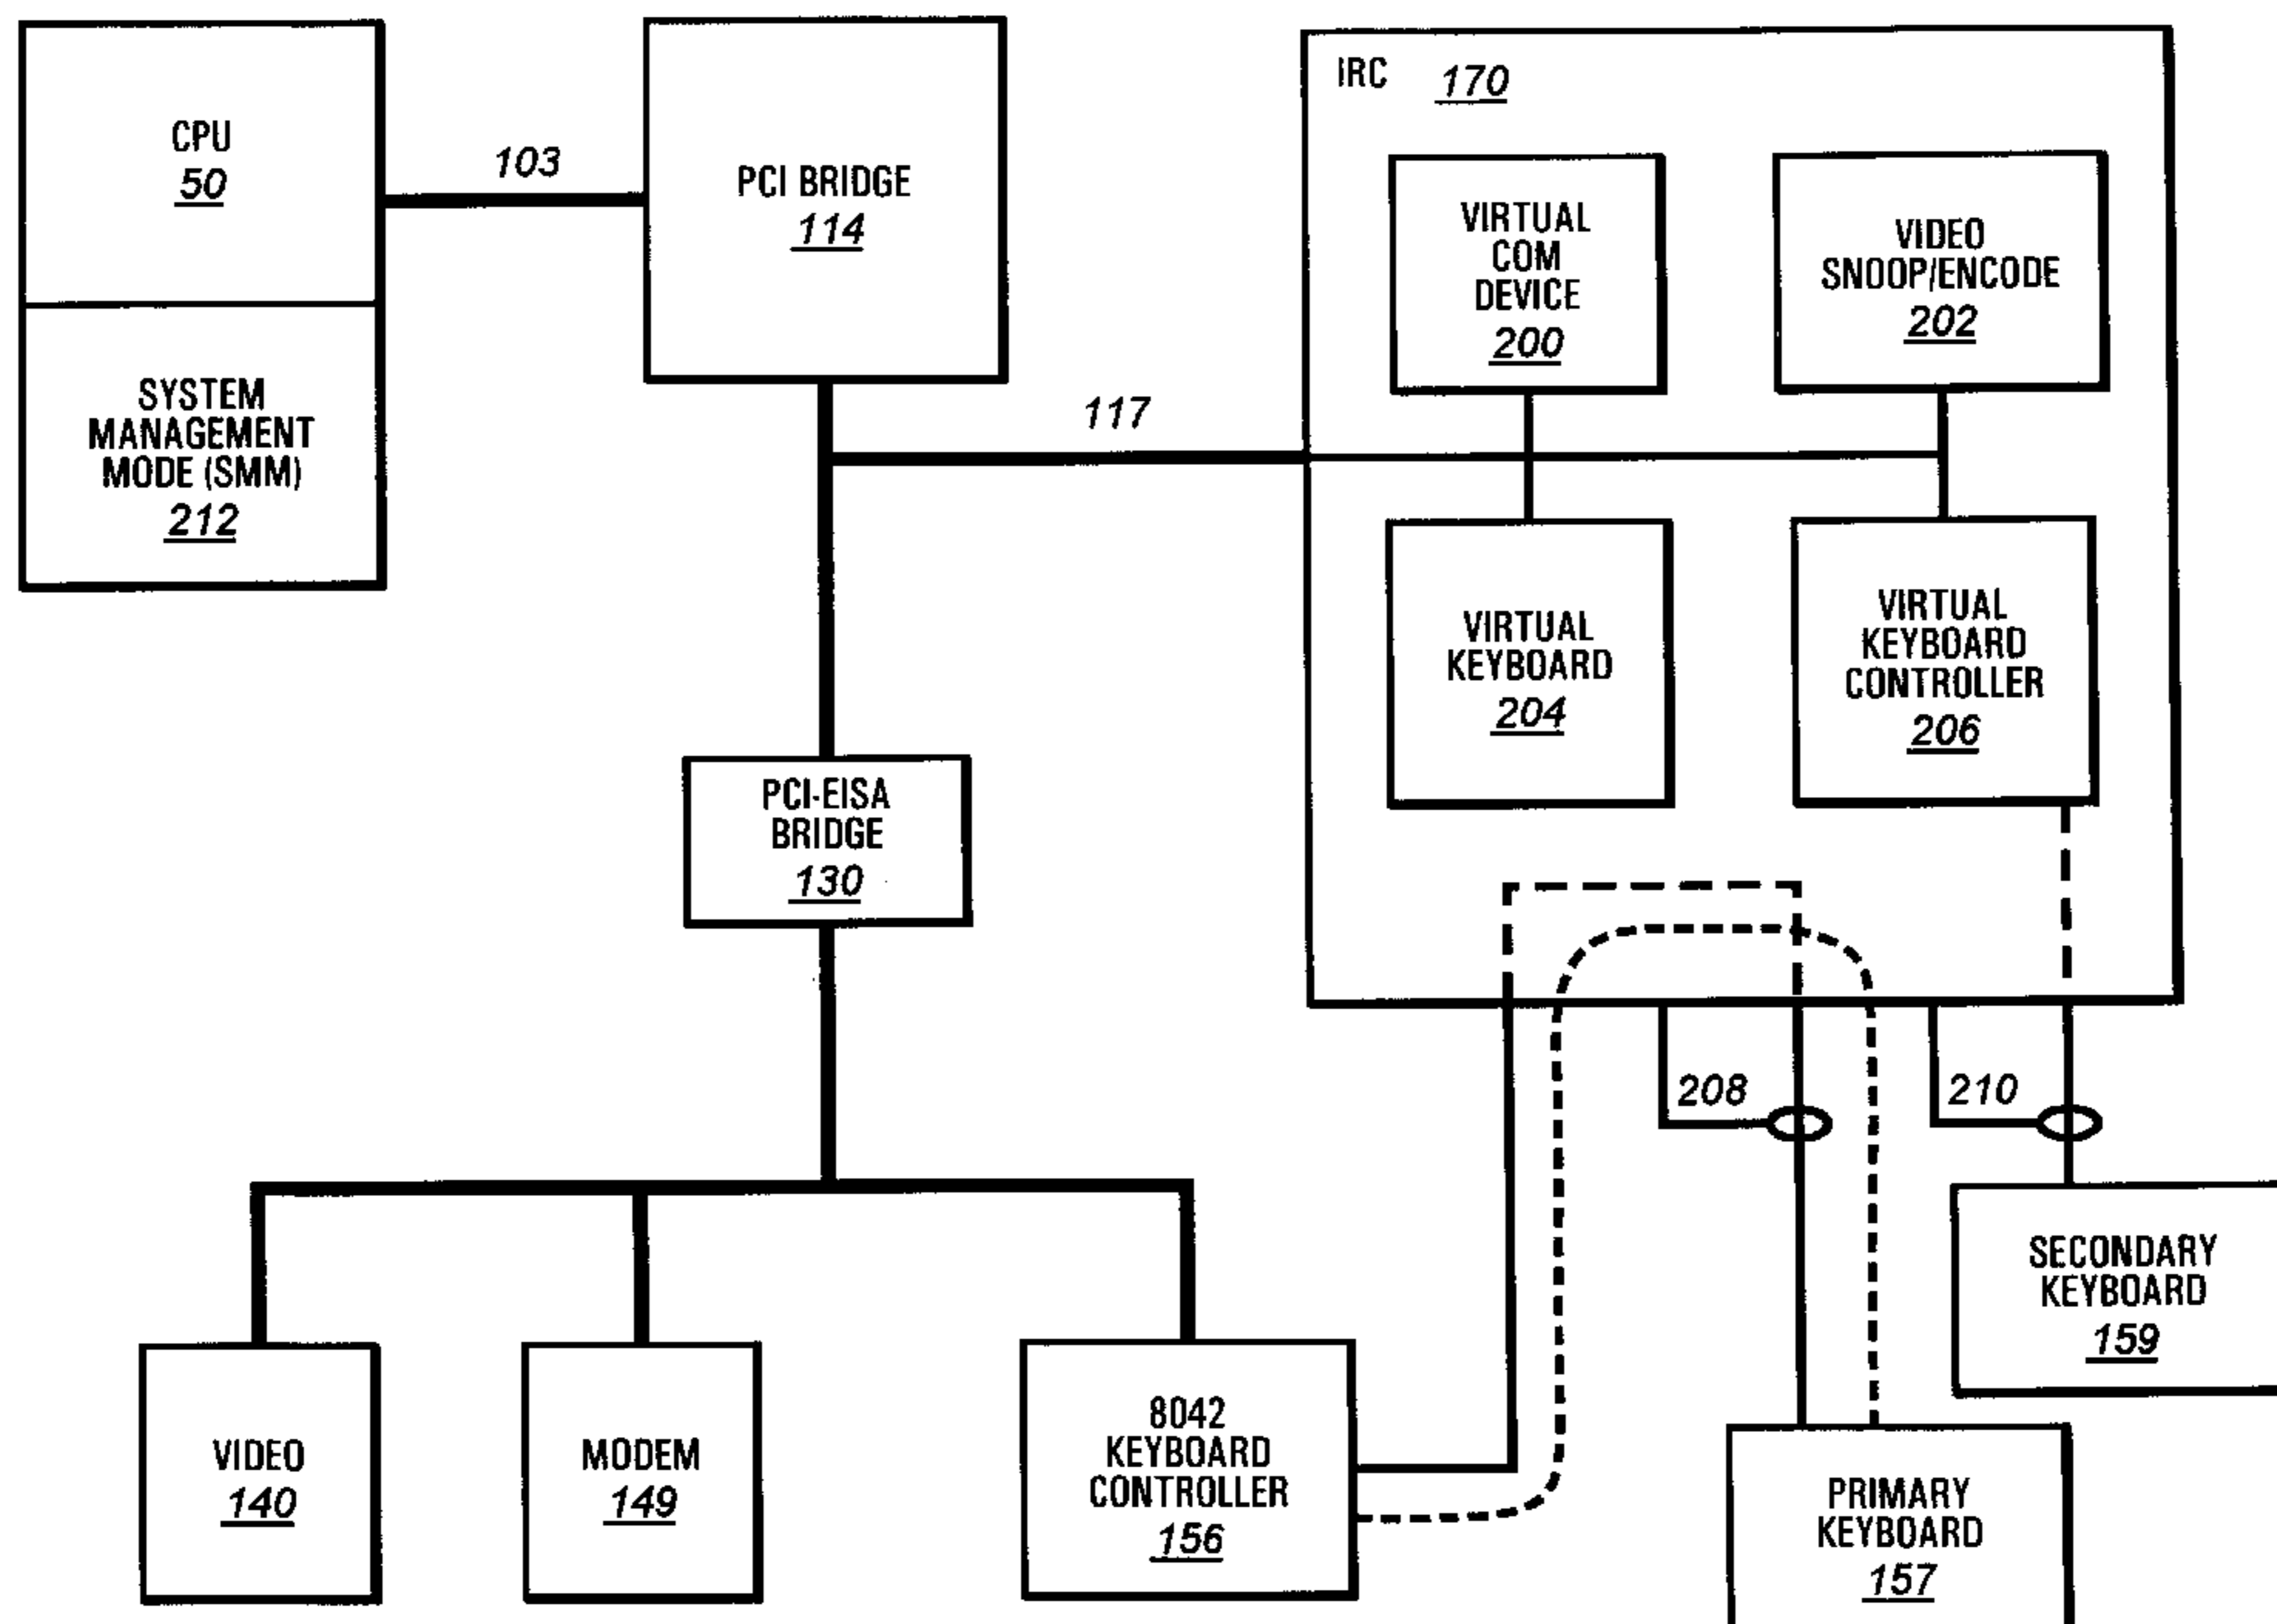 CPU
50
SYSTEM
MANAGEMENT
MODE (SMM)
212
103
PCI BRIDGE
114
117
IRC 170
VIRTUAL
COM
DEVICE
200
VIDEO
SNOOP/ENCODE
202
VIRTUAL
KEYBOARD
204
VIRTUAL
KEYBOARD
CONTROLLER
206
PCI-EISA
BRIDGE
130
208
210
SECONDARY
KEYBOARD
159
VIDEO
140
MODEM
149
8042
KEYBOARD
CONTROLLER
156
PRIMARY
KEYBOARD
157